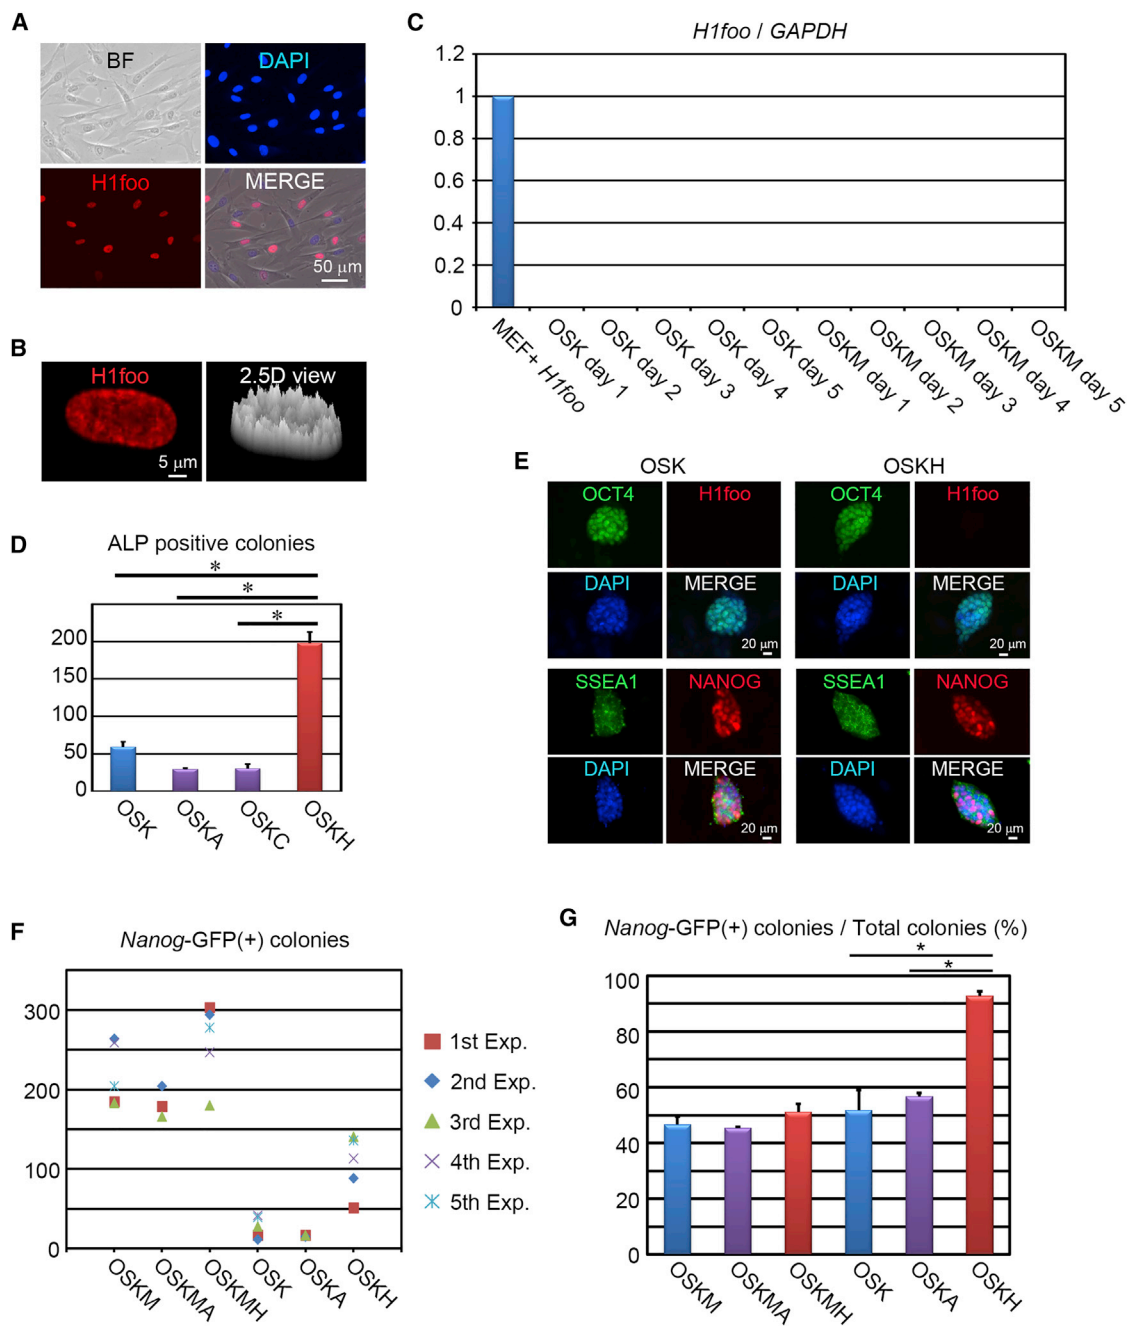 A
BF
DAPI
H1foo
MERGE
50 μm
B
H1foo
2.5D view
5 μm
C
H1foo / GAPDH
1.2
1
0.8
0.6
0.4
0.2
0
MEF+ H1foo
OSK day 1
OSK day 2
OSK day 3
OSK day 4
OSK day 5
OSKM day 1
OSKM day 2
OSKM day 3
OSKM day 4
OSKM day 5
D
ALP positive colonies
*
*
*
200
150
100
50
0
OSK
OSKA
OSKC
OSKH
E
OSK
OSKH
OCT4
H1foo
OCT4
H1foo
DAPI
MERGE
DAPI
MERGE
20 μm
20 μm
SSEA1
NANOG
SSEA1
NANOG
DAPI
MERGE
DAPI
MERGE
20 μm
20 μm
F
Nanog-GFP(+) colonies
300
200
100
0
OSKM
OSKMA
OSKMH
OSK
OSKA
OSKH
1st Exp.
2nd Exp.
3rd Exp.
4th Exp.
5th Exp.
G
Nanog-GFP(+) colonies / Total colonies (%)
*
*
100
80
60
40
20
0
OSKM
OSKMA
OSKMH
OSK
OSKA
OSKH